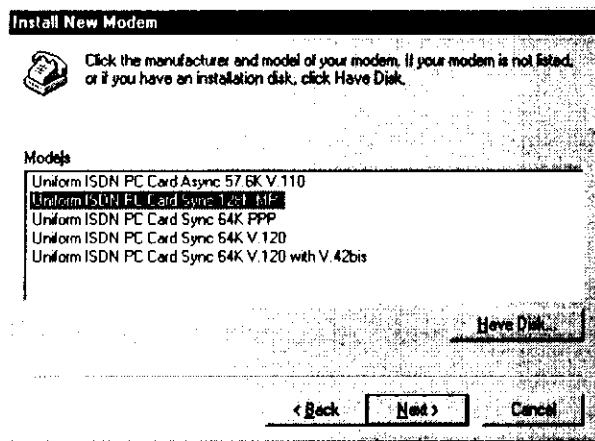 Install New Modem
Click the manufacturer and model of your modem. If your modem is not listed,
or if you have an installation disk, click Have Disk.
Models
Uniform ISDN PC Card Async 57.6K V.110
Uniform ISDN PC Card Sync 128K MP
Uniform ISDN PC Card Sync 64K PPP
Uniform ISDN PC Card Sync 64K V.120
Uniform ISDN PC Card Sync 64K V.120 with V.42bis
Have Disk...
< Back
Next >
Cancel